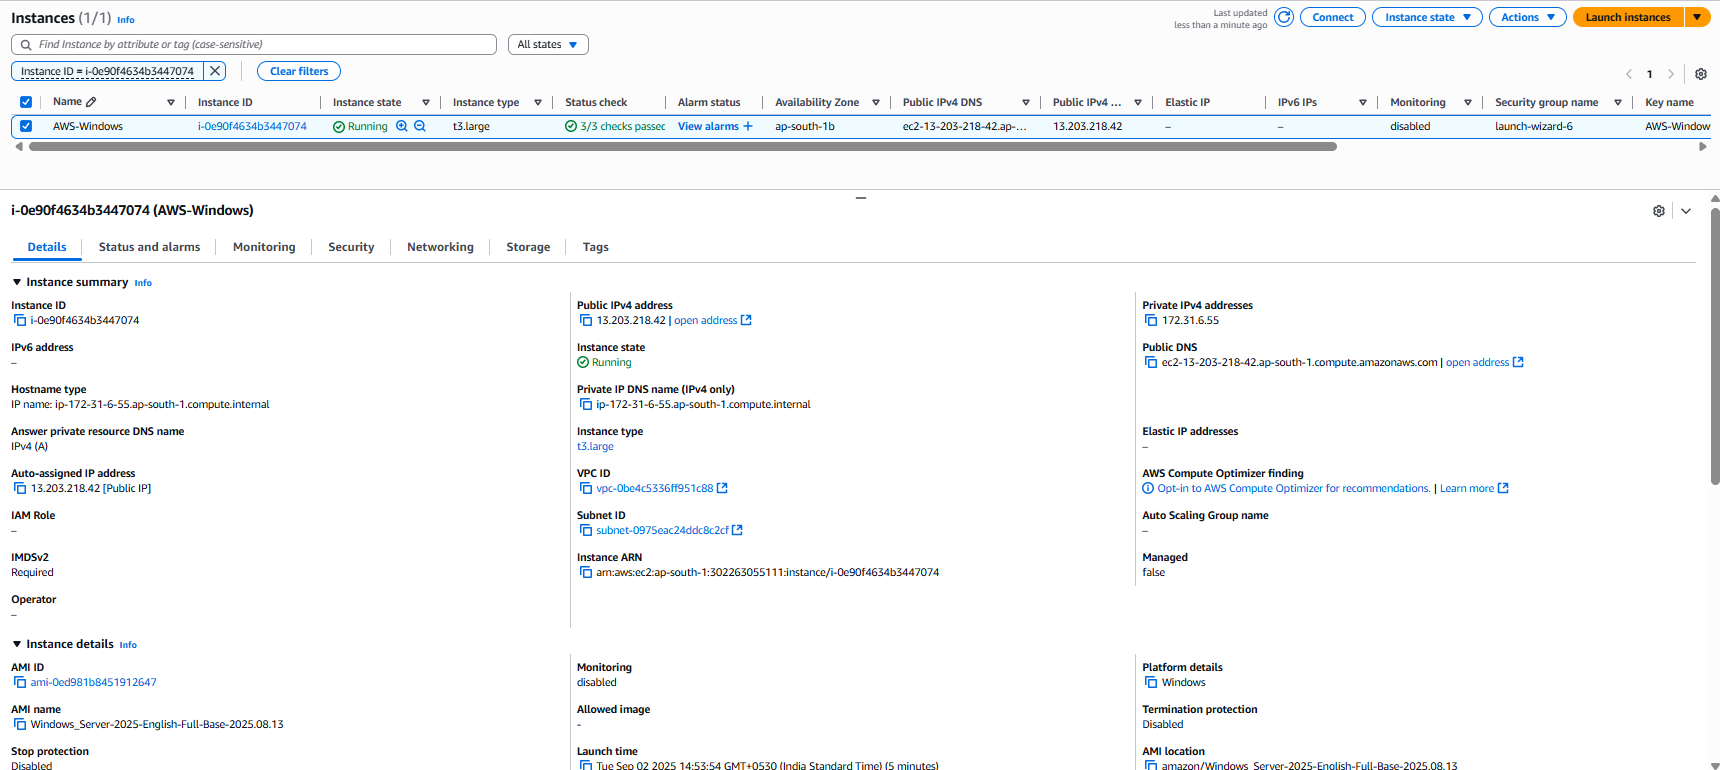 Instances (1/1) Info
Last updated
less than a minute ago
Connect
Instance state
Actions
Launch instances
Find Instance by attribute or tag (case-sensitive)
All states
Instance ID = i-0e90f4634b3447074
Clear filters
1
Name Instance ID Instance state Instance type Status check Alarm status Availability Zone Public IPv4 DNS Public IPv4 ... Elastic IP IPv6 IPs Monitoring Security group name Key name
AWS-Windows i-0e90f4634b3447074 Running t3.large 3/3 checks passed View alarms + ap-south-1b ec2-13-203-218-42.ap-... 13.203.218.42 – – disabled launch-wizard-6 AWS-Window
i-0e90f4634b3447074 (AWS-Windows)
Details Status and alarms Monitoring Security Networking Storage Tags
Instance summary Info
Instance ID
i-0e90f4634b3447074
Public IPv4 address
13.203.218.42 | open address
Private IPv4 addresses
172.31.6.55
IPv6 address
–
Instance state
Running
Public DNS
ec2-13-203-218-42.ap-south-1.compute.amazonaws.com | open address
Hostname type
IP name: ip-172-31-6-55.ap-south-1.compute.internal
Private IP DNS name (IPv4 only)
ip-172-31-6-55.ap-south-1.compute.internal
Answer private resource DNS name
IPv4 (A)
Instance type
t3.large
Elastic IP addresses
–
Auto-assigned IP address
13.203.218.42 [Public IP]
VPC ID
vpc-0be4c5336ff951c88
AWS Compute Optimizer finding
Opt-in to AWS Compute Optimizer for recommendations. | Learn more
IAM Role
–
Subnet ID
subnet-0975eac24ddc8c2cf
Auto Scaling Group name
–
IMDSv2
Required
Instance ARN
arn:aws:ec2:ap-south-1:302263055111:instance/i-0e90f4634b3447074
Managed
false
Operator
–
Instance details Info
AMI ID
ami-0ed981b8451912647
Monitoring
disabled
Platform details
Windows
AMI name
Windows_Server-2025-English-Full-Base-2025.08.13
Allowed image
-
Termination protection
Disabled
Stop protection
Disabled
Launch time
Tue Sep 02 2025 14:53:54 GMT+0530 (India Standard Time) (5 minutes)
AMI location
amazon/Windows_Server-2025-English-Full-Base-2025.08.13